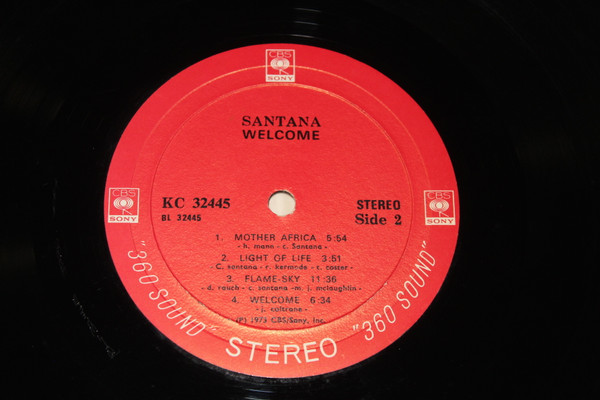 CBS
SONY
SANTANA
WELCOME
KC 32445
BL 32445
STEREO
Side 2
CBS
SONY
CBS
SONY
1. MOTHER AFRICA 5:54
- h. mann - c. Santana -
2. LIGHT OF LIFE 3:51
- C. santana - r. kermode - c. coster -
3. FLAME-SKY 11:36
- d. rauch - c. santana - m. j. mclaughlin -
4. WELCOME 6:34
- j. coltrane -
(P) 1973 CBS/Sony, Inc.
"360 SOUND" STEREO "360 SOUND"